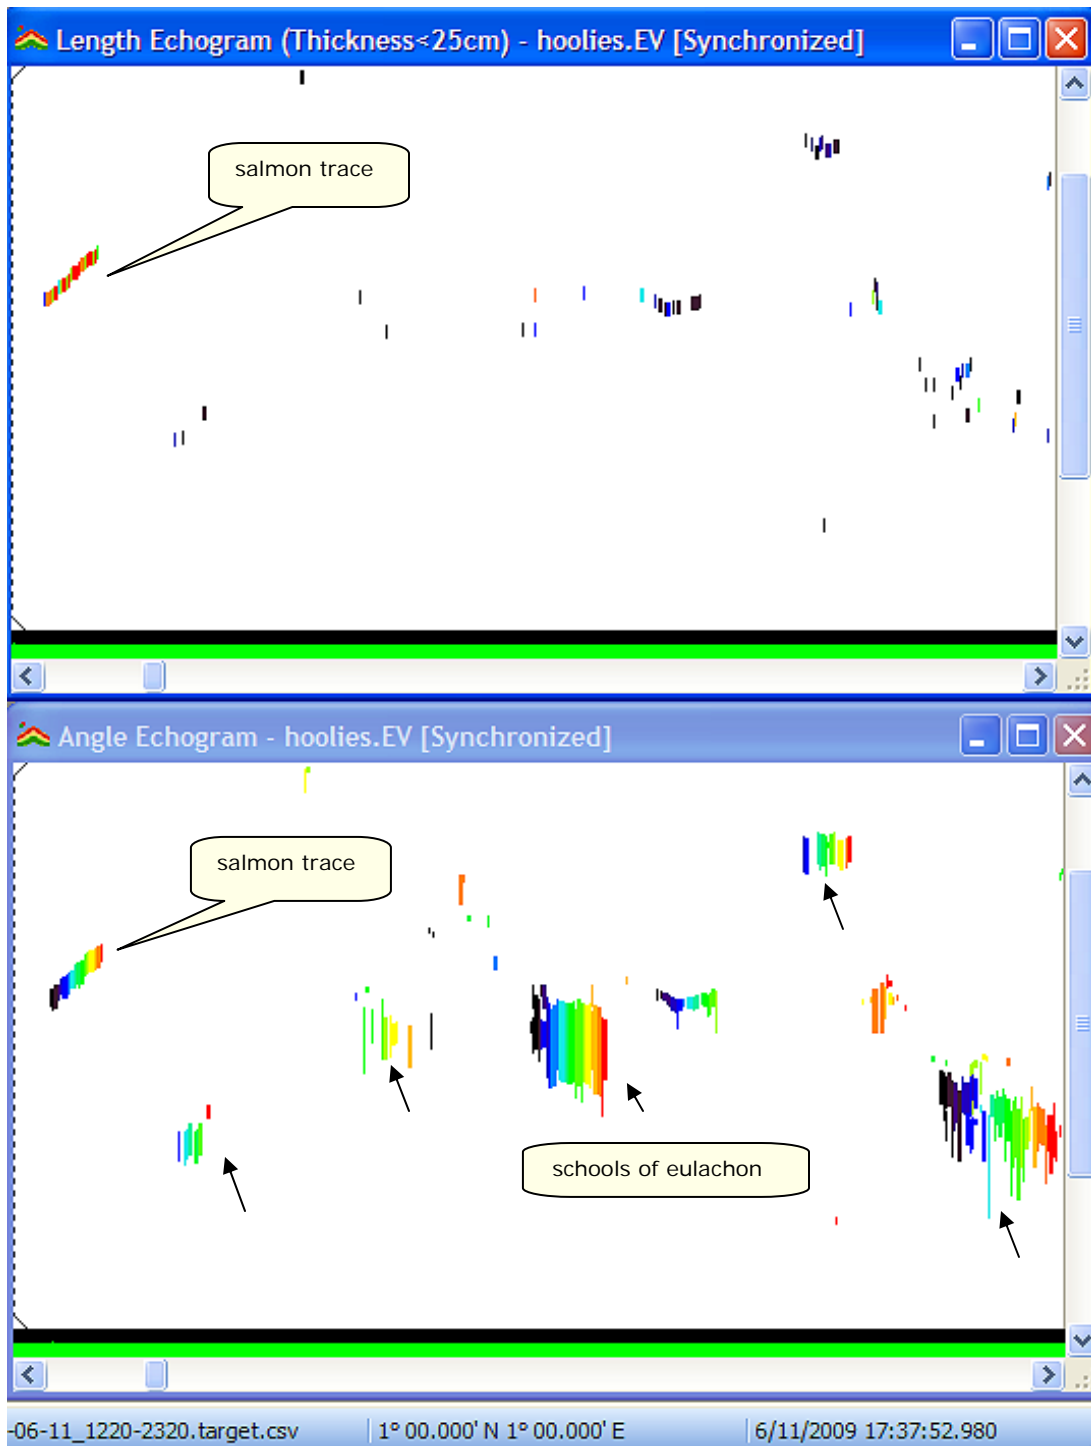 Length Echogram (Thickness<25cm) - hoolies.EV [Synchronized]
salmon trace
Angle Echogram - hoolies.EV [Synchronized]
salmon trace
schools of eulachon
-06-11_1220-2320.target.csv 1° 00.000' N 1° 00.000' E 6/11/2009 17:37:52.980